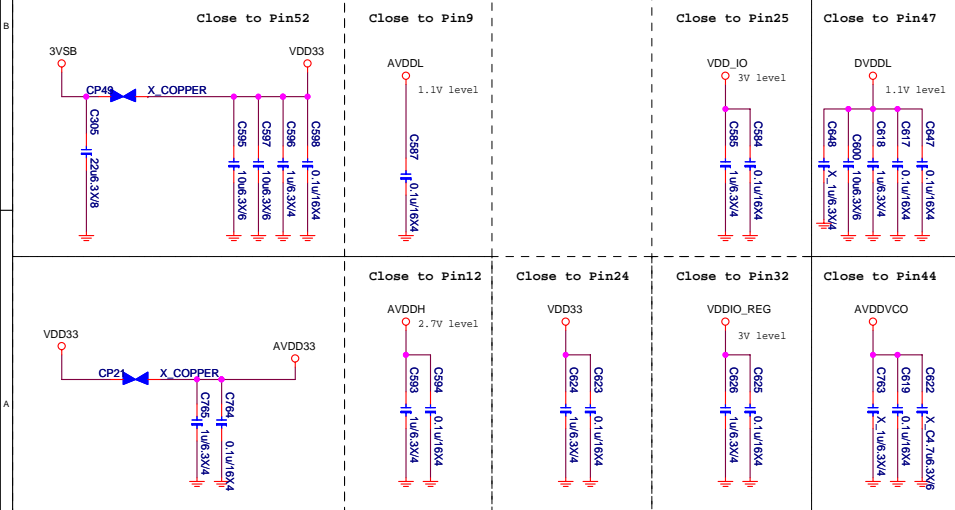 B
Close to Pin52
3VSB
VDD33
CP49
X_COPPER
C305
22u6.3X/8
C595
10u6.3X/6
C597
10u6.3X/6
C596
1u/6.3X/4
C598
0.1u/16X4
Close to Pin9
AVDDL
1.1V level
C587
0.1u/16X4
Close to Pin25
VDD_IO
3V level
C585
1u/6.3X/4
C584
0.1u/16X4
Close to Pin47
DVDDL
1.1V level
C648
X_1u/6.3X/4
C600
10u6.3X/6
C618
1u/6.3X/4
C617
0.1u/16X4
C647
0.1u/16X4
A
VDD33
AVDD33
CP21
X_COPPER
C765
1u/6.3X/4
C764
0.1u/16X4
Close to Pin12
AVDDH
2.7V level
C593
1u/6.3X/4
C594
0.1u/16X4
Close to Pin24
VDD33
C624
1u/6.3X/4
C623
0.1u/16X4
Close to Pin32
VDDIO_REG
3V level
C626
1u/6.3X/4
C625
0.1u/16X4
Close to Pin44
AVDDVCO
C763
X_1u/6.3X/4
C619
0.1u/16X4
C622
X_C4.7u6.3X/6